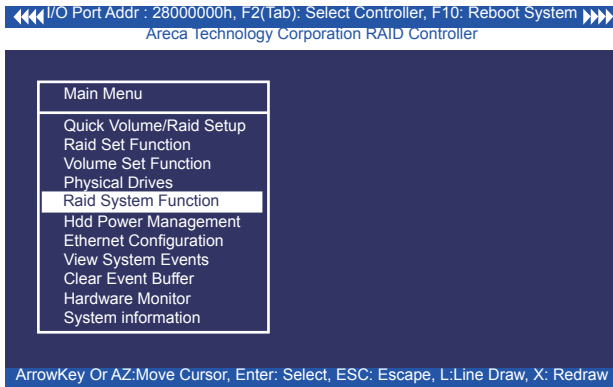 I/O Port Addr : 28000000h, F2(Tab): Select Controller, F10: Reboot System
Areca Technology Corporation RAID Controller
Main Menu
Quick Volume/Raid Setup
Raid Set Function
Volume Set Function
Physical Drives
Raid System Function
Hdd Power Management
Ethernet Configuration
View System Events
Clear Event Buffer
Hardware Monitor
System information
ArrowKey Or AZ:Move Cursor, Enter: Select, ESC: Escape, L:Line Draw, X: Redraw